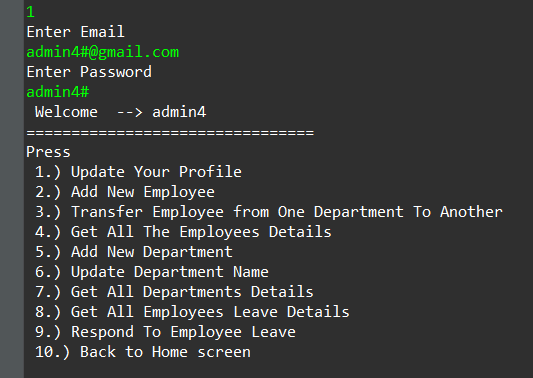 1
Enter Email
admin4#@gmail.com
Enter Password
admin4#
Welcome --> admin4
================================
Press
1.) Update Your Profile
2.) Add New Employee
3.) Transfer Employee from One Department To Another
4.) Get All The Employees Details
5.) Add New Department
6.) Update Department Name
7.) Get All Departments Details
8.) Get All Employees Leave Details
9.) Respond To Employee Leave
10.) Back to Home screen